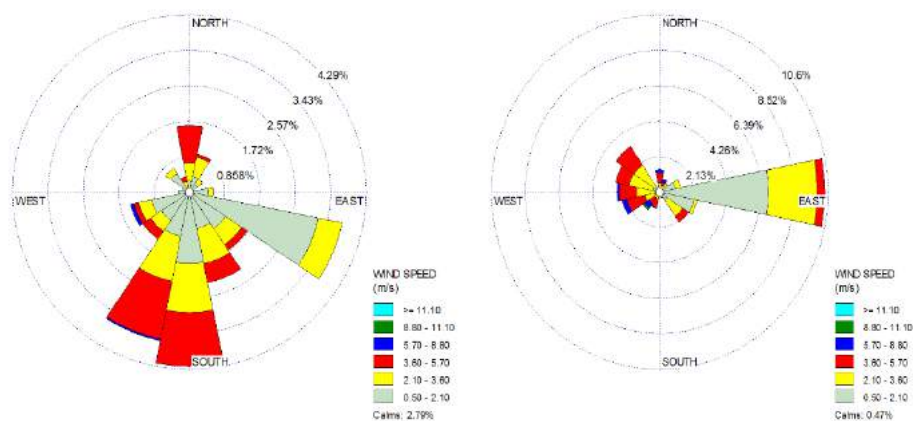 NORTH
4.29%
3.43%
2.57%
1.72%
0.868%
WEST
EAST
SOUTH
WIND SPEED
(m/s)
>= 11.10
8.80 - 11.10
5.70 - 8.80
3.60 - 5.70
2.10 - 3.60
0.50 - 2.10
Calms: 2.79%
NORTH
10.6%
8.52%
6.39%
4.26%
2.13%
WEST
EAST
SOUTH
WIND SPEED
(m/s)
>= 11.10
8.80 - 11.10
5.70 - 8.80
3.60 - 5.70
2.10 - 3.60
0.50 - 2.10
Calms: 0.47%